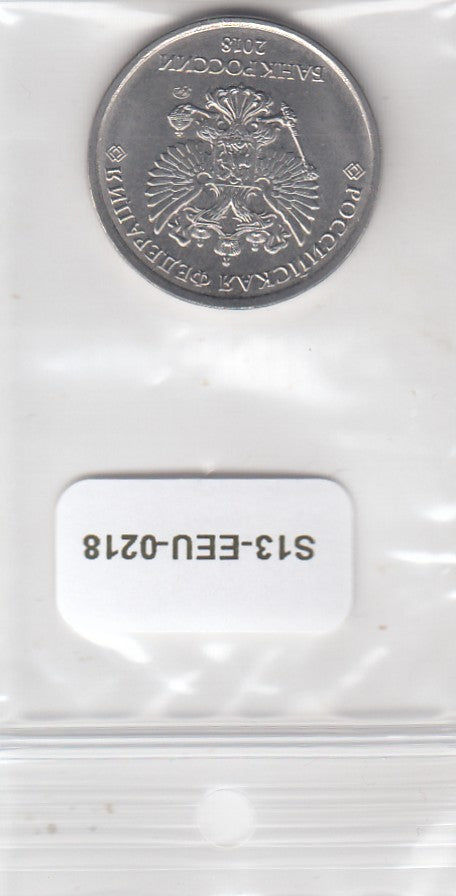 S13-EEU-0218
РОССИЙСКАЯ ФЕДЕРАЦИЯ
БАНК РОССИИ
2018